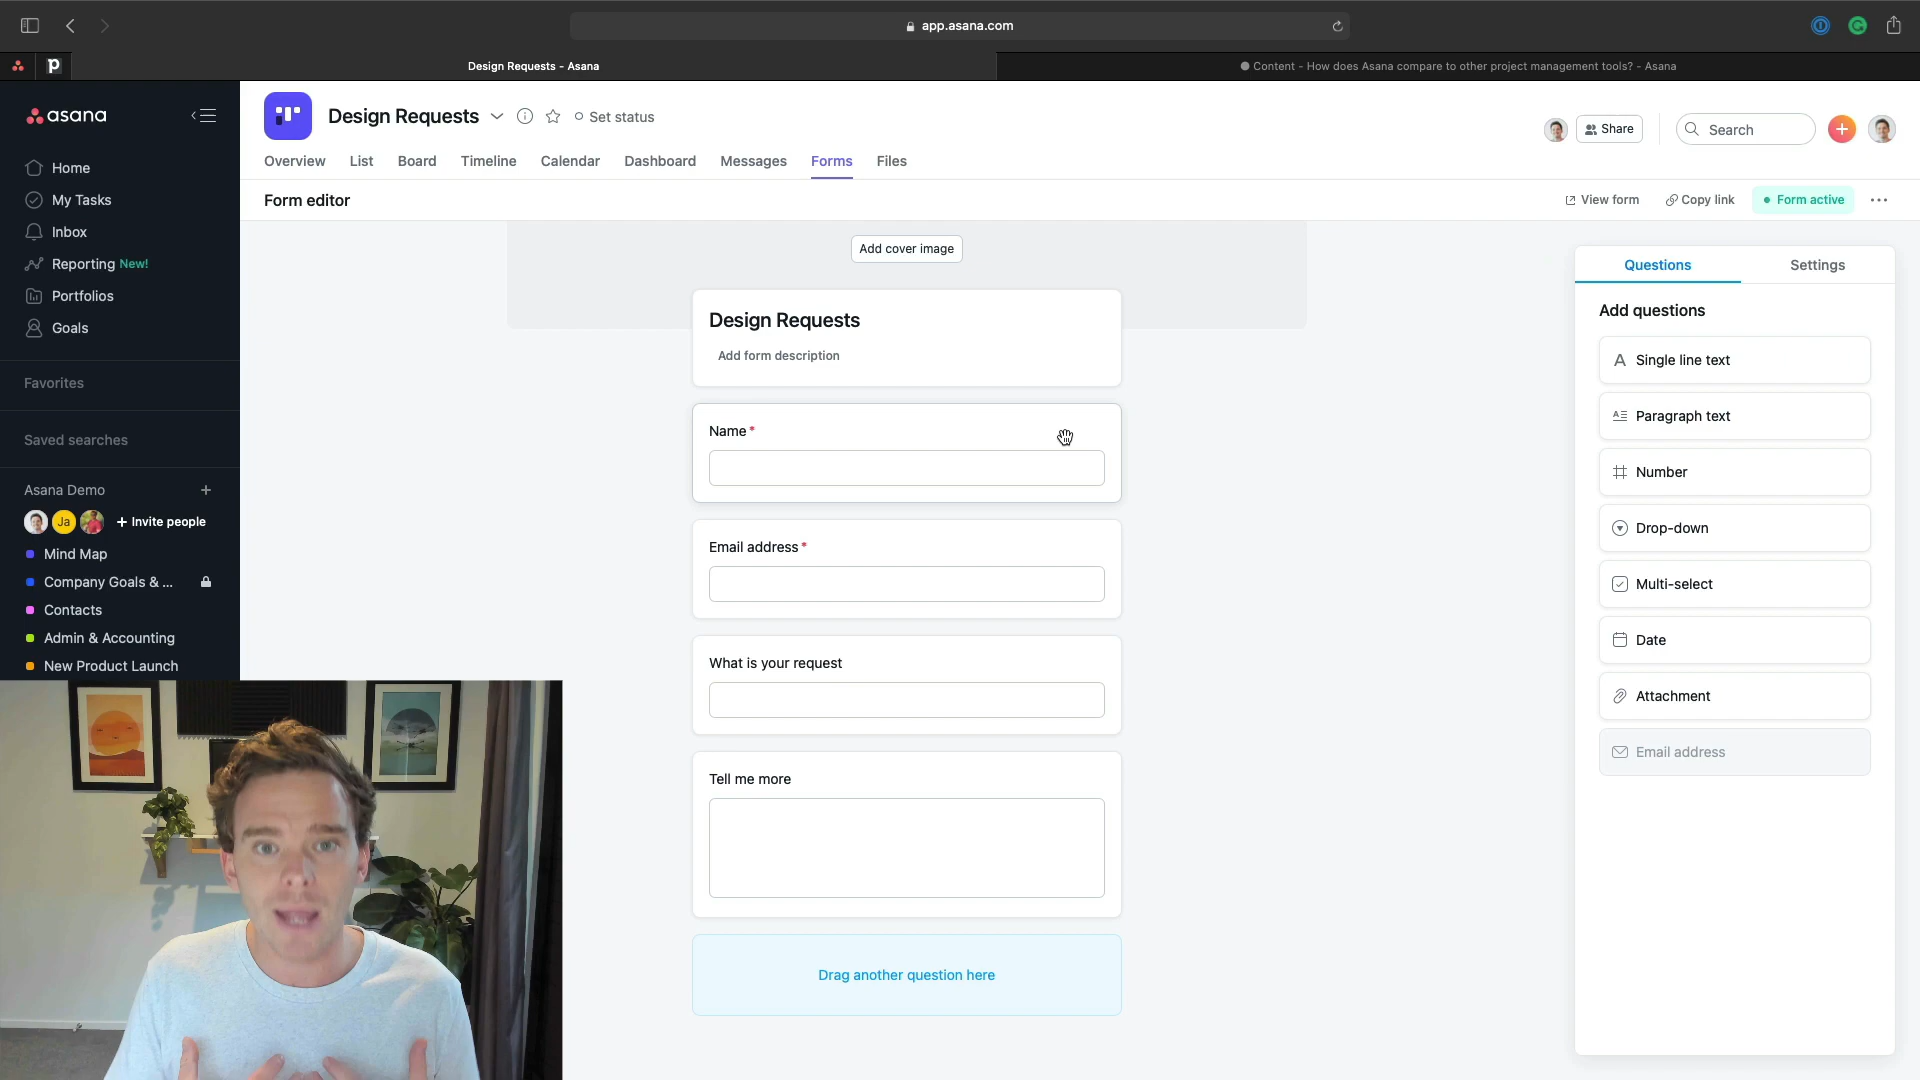 app.asana.com
Design Requests - Asana
Content - How does Asana compare to other project management tools? - Asana
asana
Home
My Tasks
Inbox
Reporting New!
Portfolios
Goals
Favorites
Saved searches
Asana Demo
Ja
+ Invite people
Mind Map
Company Goals & ...
Contacts
Admin & Accounting
New Product Launch
Design Requests
Set status
Share
Search
Overview List Board Timeline Calendar Dashboard Messages Forms Files
Form editor
View form Copy link Form active
Add cover image
Design Requests
Add form description
Name *
Email address *
What is your request
Tell me more
Drag another question here
Questions Settings
Add questions
Single line text
Paragraph text
Number
Drop-down
Multi-select
Date
Attachment
Email address